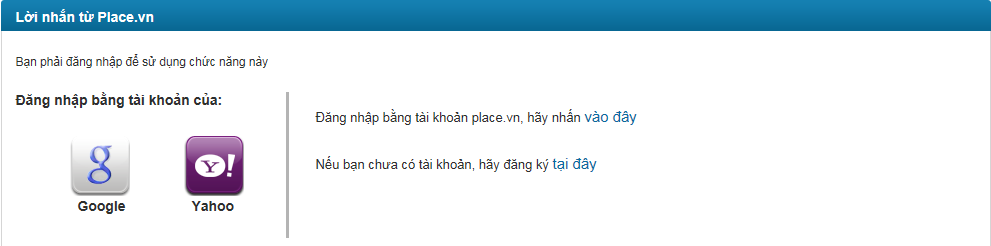 Lời nhắn từ Place.vn
Bạn phải đăng nhập để sử dụng chức năng này
Đăng nhập bằng tài khoản của:
g
Y!
Google
Yahoo
Đăng nhập bằng tài khoản place.vn, hãy nhấn vào đây
Nếu bạn chưa có tài khoản, hãy đăng ký tại đây